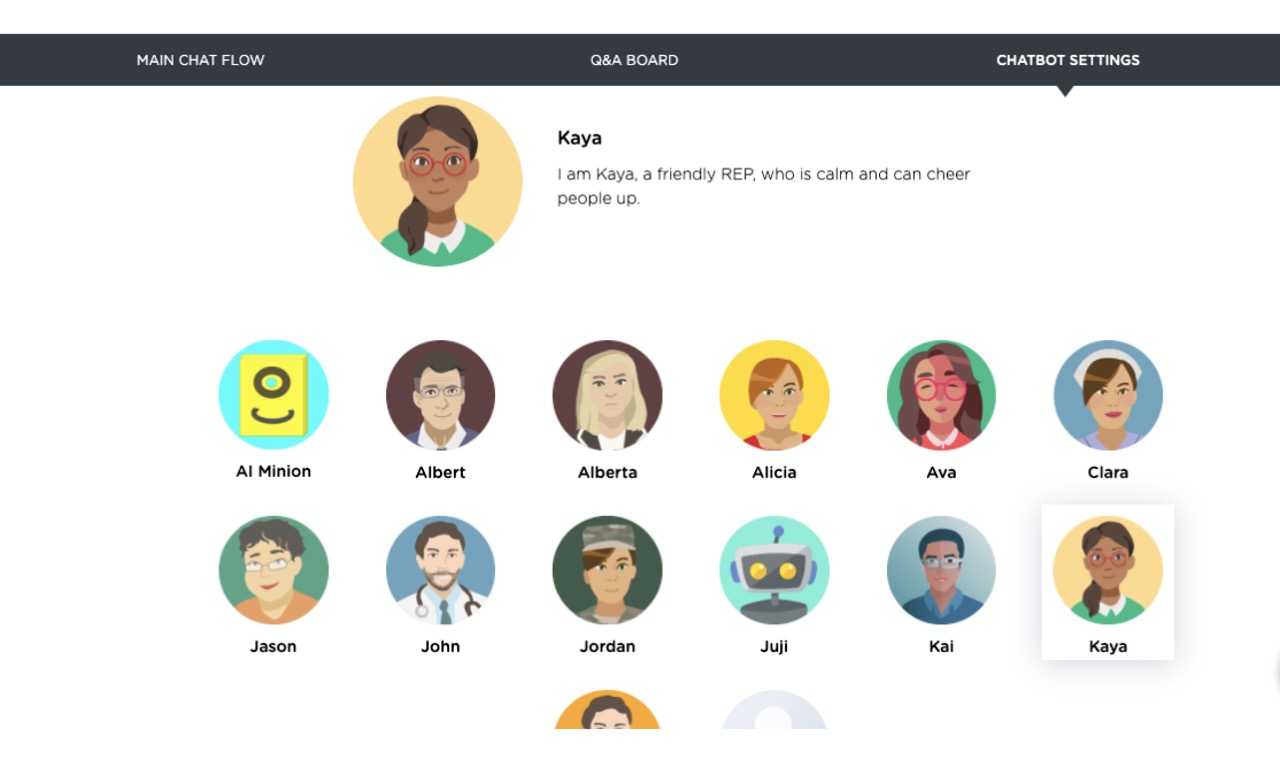 MAIN CHAT FLOW
Q&A BOARD
CHATBOT SETTINGS
Kaya
I am Kaya, a friendly REP, who is calm and can cheer
people up.
AI Minion
Albert
Alberta
Alicia
Ava
Clara
Jason
John
Jordan
Juji
Kai
Kaya